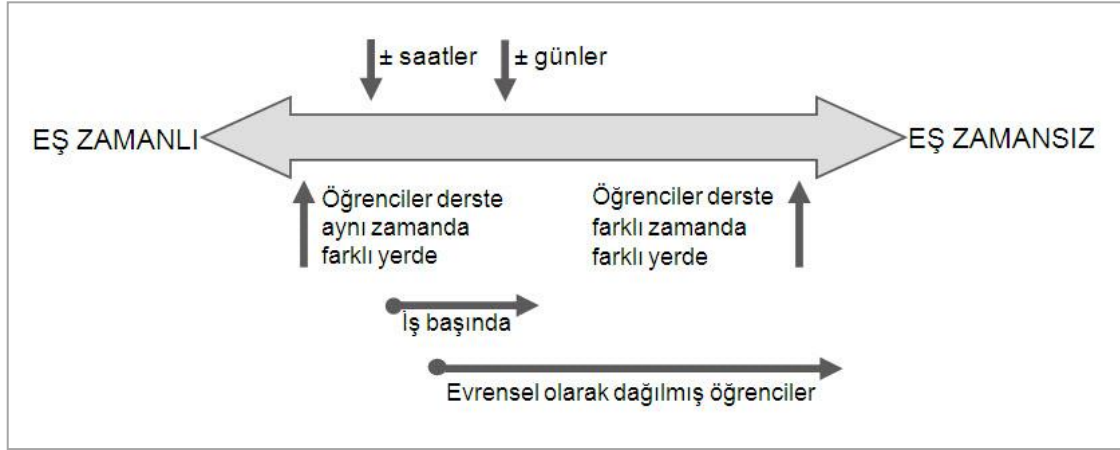 ± saatler
± günler
EŞ ZAMANLI
EŞ ZAMANSIZ
Öğrenciler derste
aynı zamanda
farklı yerde
Öğrenciler derste
farklı zamanda
farklı yerde
İş başında
Evrensel olarak dağılmış öğrenciler